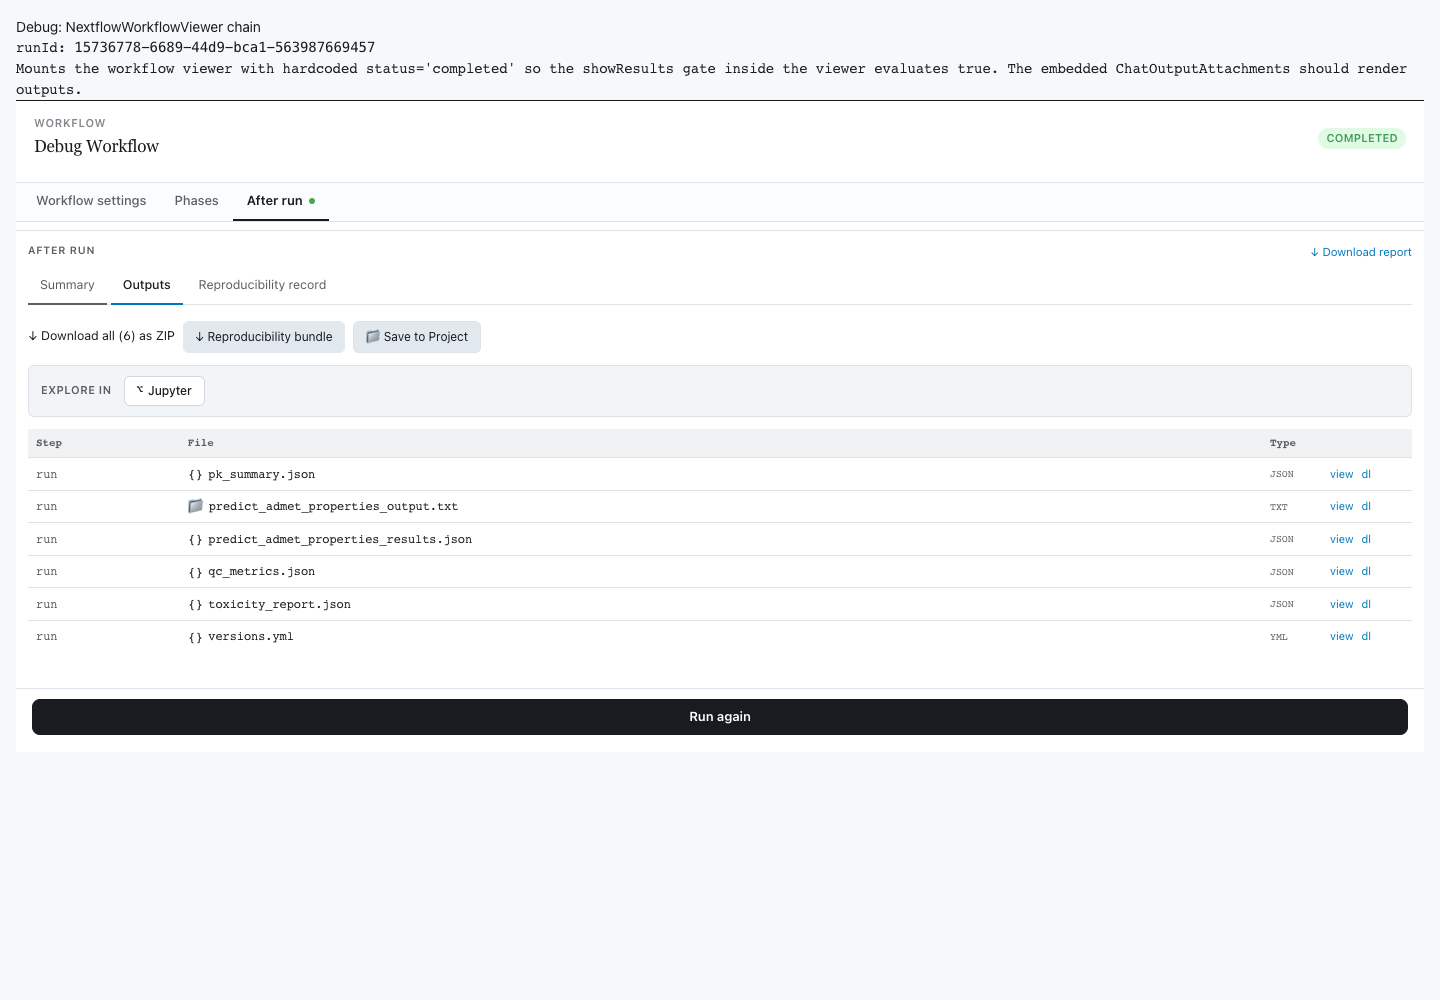 Debug: NextflowWorkflowViewer chain
runId: 15736778-6689-44d9-bca1-563987669457
Mounts the workflow viewer with hardcoded status='completed' so the showResults gate inside the viewer evaluates true. The embedded ChatOutputAttachments should render
outputs.
WORKFLOW
Debug Workflow
COMPLETED
Workflow settings Phases After run
AFTER RUN
↓ Download report
Summary Outputs Reproducibility record
↓ Download all (6) as ZIP ↓ Reproducibility bundle Save to Project
EXPLORE IN ⌥ Jupyter
Step File Type
run {} pk_summary.json JSON view dl
run predict_admet_properties_output.txt TXT view dl
run {} predict_admet_properties_results.json JSON view dl
run {} qc_metrics.json JSON view dl
run {} toxicity_report.json JSON view dl
run {} versions.yml YML view dl
Run again